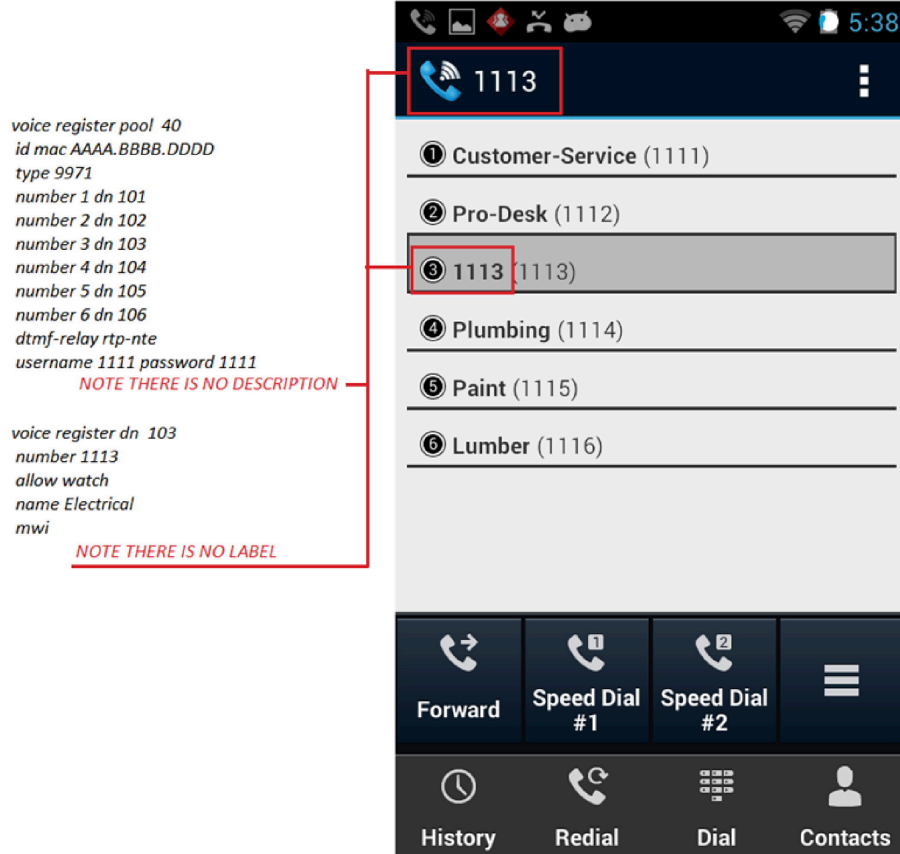 voice register pool  40
id mac AAAA.BBBB.DDDD
type 9971
number 1 dn 101
number 2 dn 102
number 3 dn 103
number 4 dn 104
number 5 dn 105
number 6 dn 106
dtmf-relay rtp-nte
username 1111 password 1111
NOTE THERE IS NO DESCRIPTION
voice register dn  103
number 1113
allow watch
name Electrical
mwi
NOTE THERE IS NO LABEL
5:38
1113
1 Customer-Service (1111)
2 Pro-Desk (1112)
3 1113 (1113)
4 Plumbing (1114)
5 Paint (1115)
6 Lumber (1116)
Forward
1
Speed Dial
#1
2
Speed Dial
#2
History
Redial
Dial
Contacts